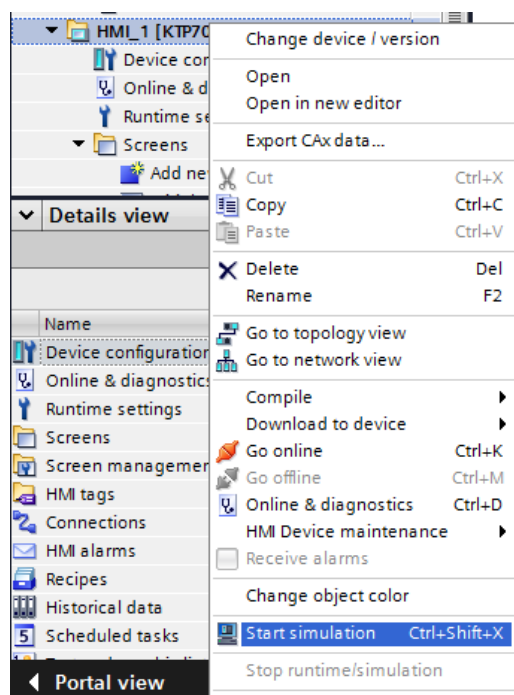 HMI_1 [KTP70
Device cor
Online & d
Runtime se
Screens
Add ne
Details view
Name
Device configuration
Online & diagnostics
Runtime settings
Screens
Screen managemer
HMI tags
Connections
HMI alarms
Recipes
Historical data
Scheduled tasks
Portal view
Change device / version
Open
Open in new editor
Export CAx data...
Cut Ctrl+X
Copy Ctrl+C
Paste Ctrl+V
Delete Del
Rename F2
Go to topology view
Go to network view
Compile
Download to device
Go online Ctrl+K
Go offline Ctrl+M
Online & diagnostics Ctrl+D
HMI Device maintenance
Receive alarms
Change object color
Start simulation Ctrl+Shift+X
Stop runtime/simulation